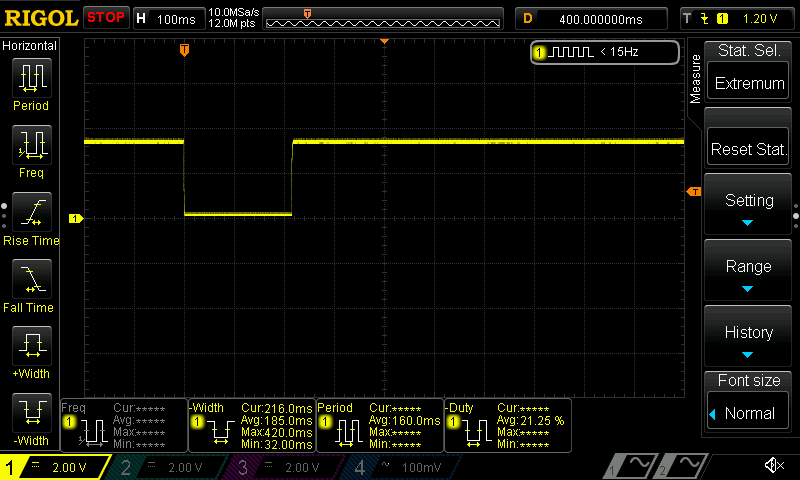 RIGOL STOP H 100ms 10.0MSa/s D 400.000000ms T 1 1.20 V
12.0M pts
Horizontal
T
1 < 15Hz
Measure
Stat. Sel.
Extremum
Period
Reset Stat.
Freq
Setting
T
Rise Time
1
Range
Fall Time
History
+Width
Font size
Normal
-Width
Freq Cur:*****
1 Avg:*****
Max:*****
Min:*****
-Width Cur:216.0ms
1 Avg:185.0ms
Max:420.0ms
Min:32.00ms
Period Cur:*****
1 Avg:160.0ms
Max:*****
Min:*****
-Duty Cur:*****
1 Avg:21.25 %
Max:*****
Min:*****
1 2.00 V 2 2.00 V 3 2.00 V 4 100mV 1 2